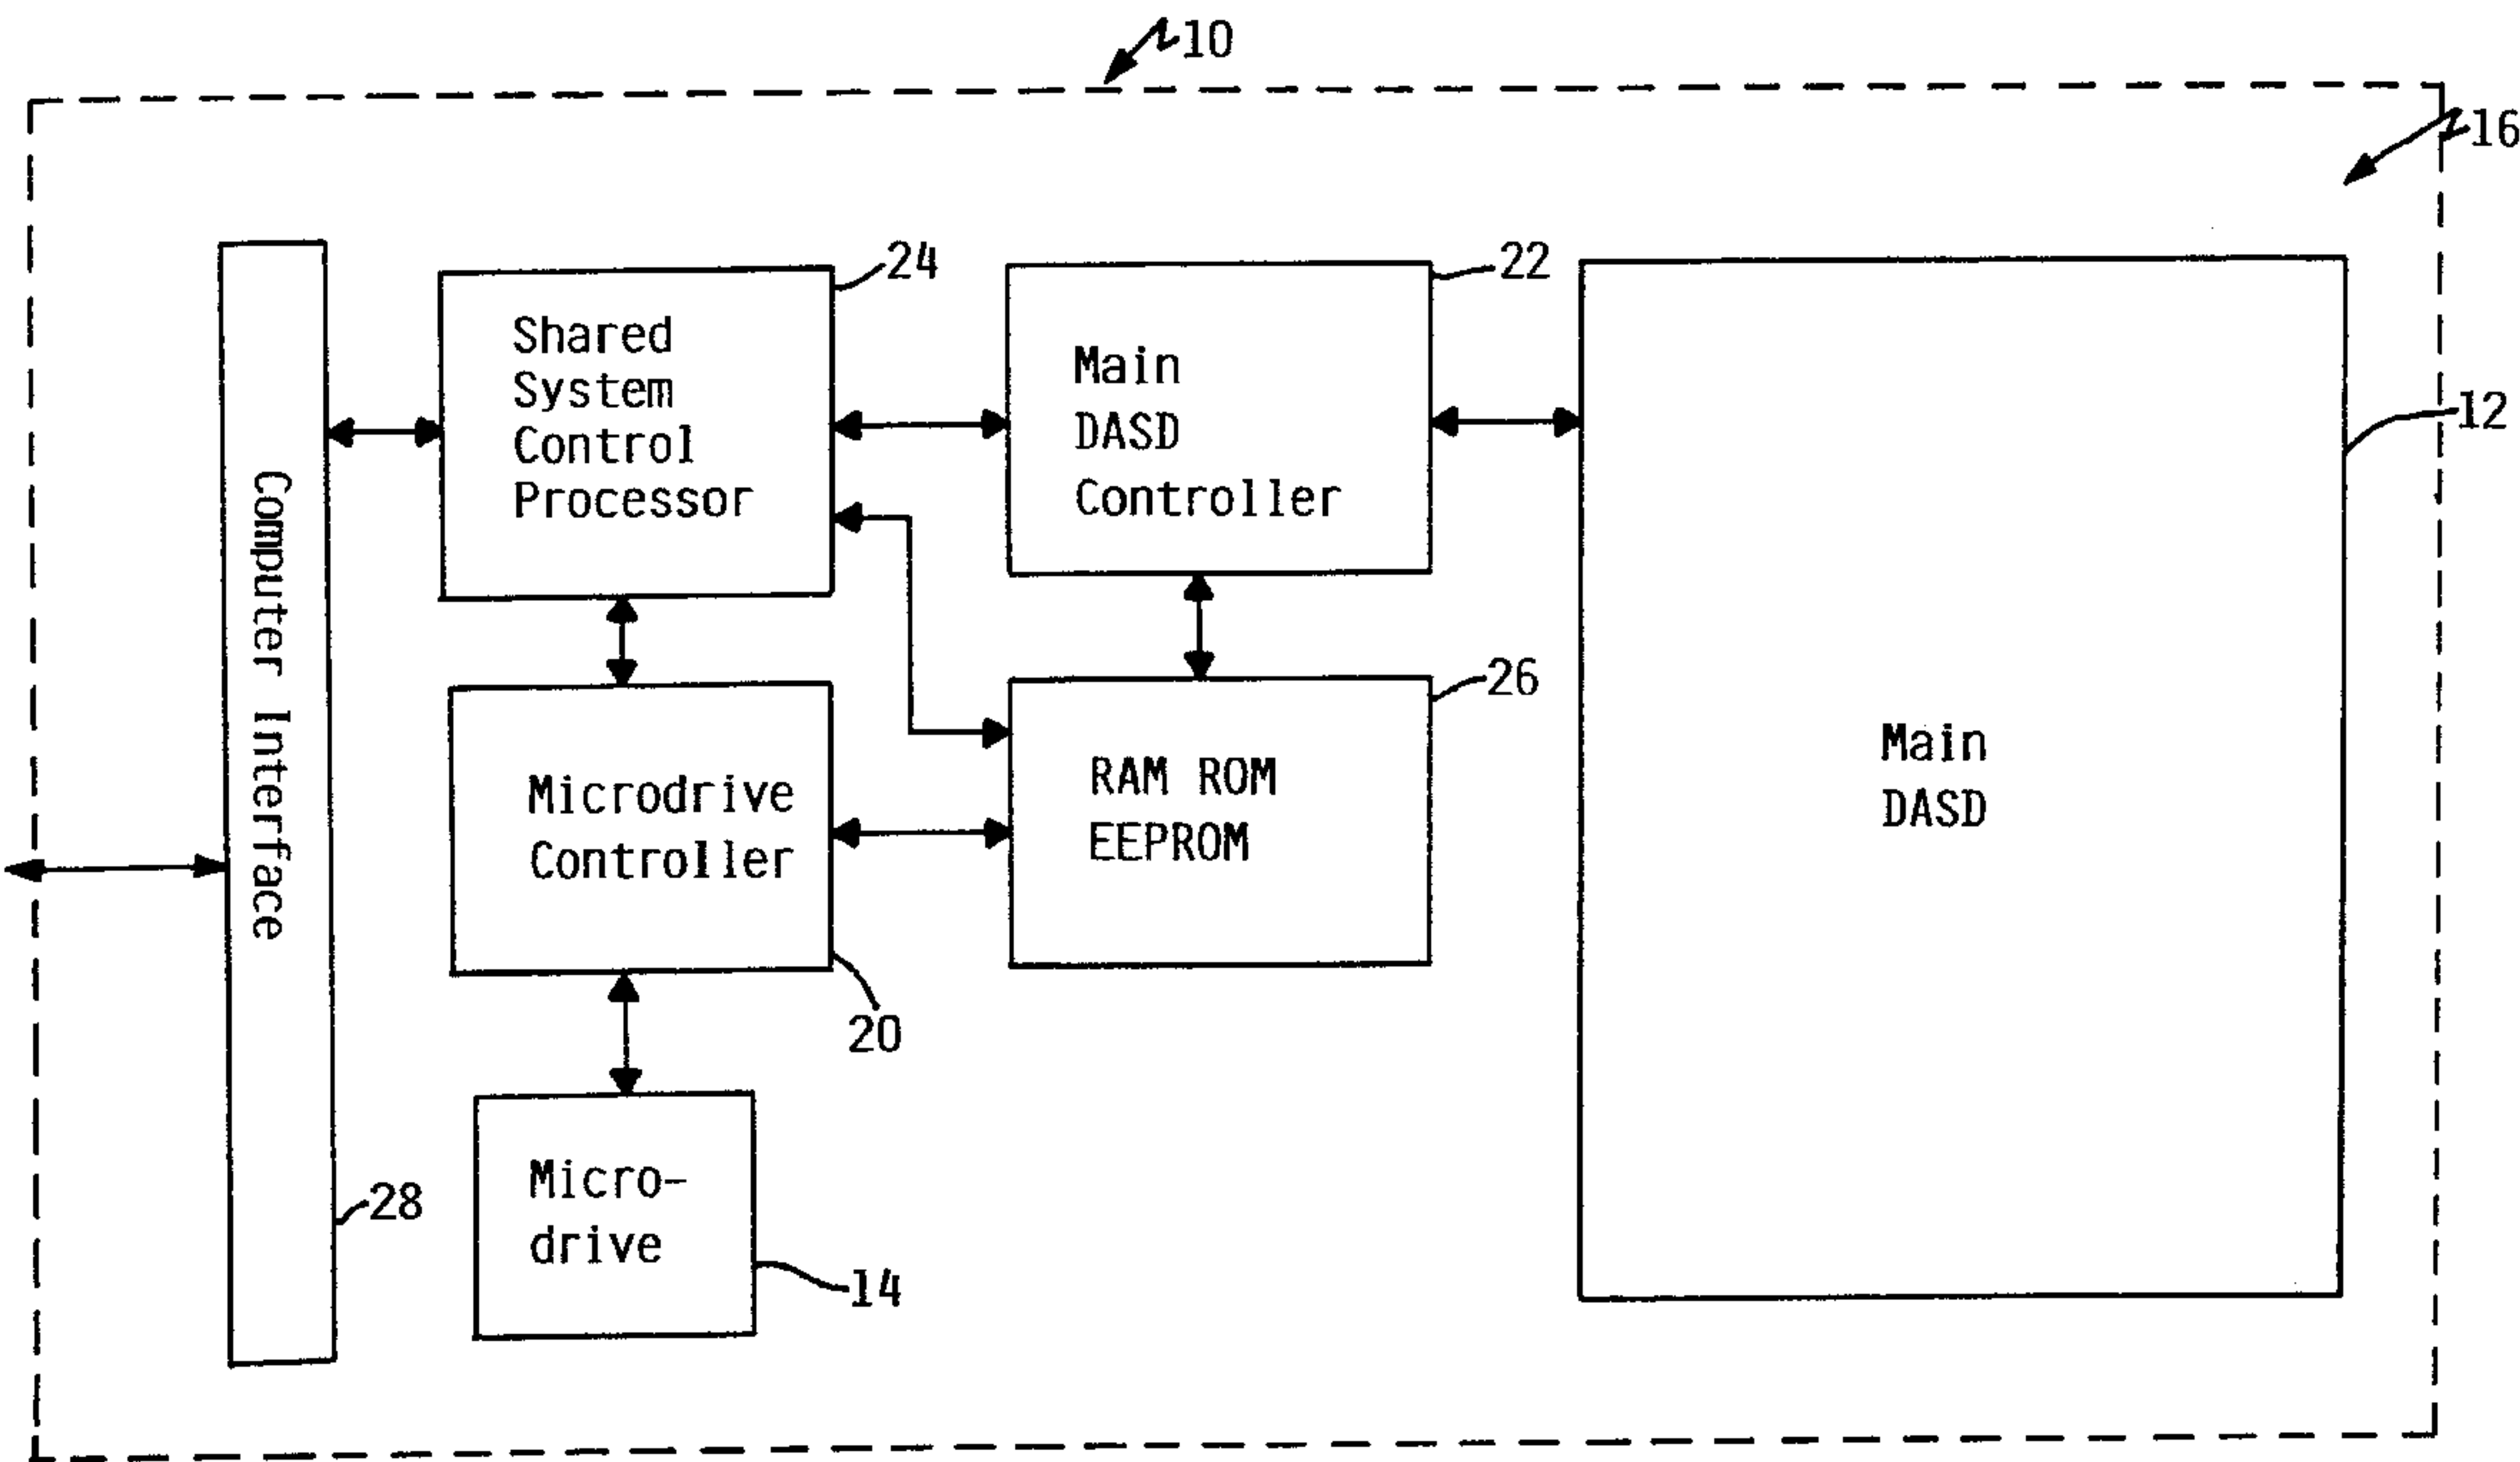 10
16
24
22
Shared
System
Control
Processor
Main
DASD
Controller
12
Computer Interface
26
Microdrive
Controller
RAM ROM
EEPROM
Main
DASD
20
28
Micro-
drive
14